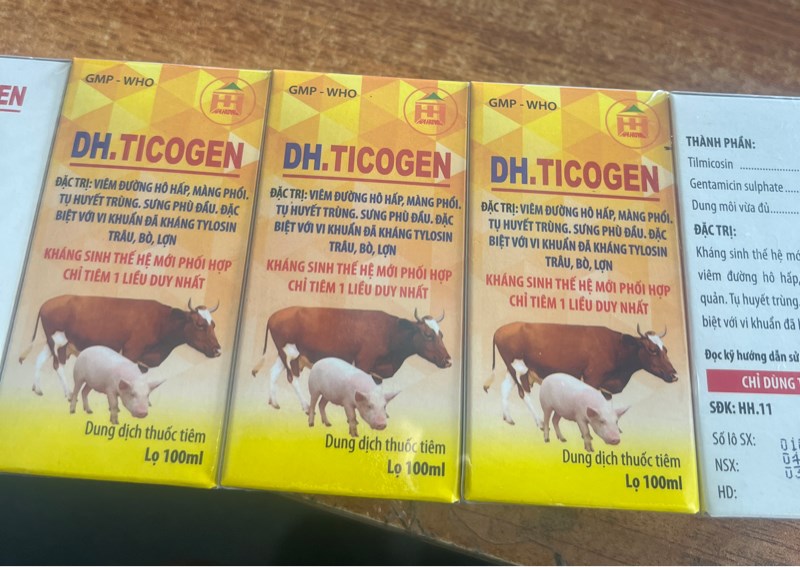 EN
GMP - WHO
HH
DH.TICOGEN
ĐẶC TRỊ: VIÊM ĐƯỜNG HÔ HẤP, MÀNG PHỔI.
TỤ HUYẾT TRÙNG. SƯNG PHÙ ĐẦU. ĐẶC
BIỆT VỚI VI KHUẨN ĐÃ KHÁNG TYLOSIN
TRÂU, BÒ, LỢN
KHÁNG SINH THẾ HỆ MỚI PHỐI HỢP
CHỈ TIÊM 1 LIỀU DUY NHẤT
Dung dịch thuốc tiêm
Lọ 100ml
GMP - WHO
HH
DH.TICOGEN
ĐẶC TRỊ: VIÊM ĐƯỜNG HÔ HẤP, MÀNG PHỔI.
TỤ HUYẾT TRÙNG. SƯNG PHÙ ĐẦU. ĐẶC
BIỆT VỚI VI KHUẨN ĐÃ KHÁNG TYLOSIN
TRÂU, BÒ, LỢN
KHÁNG SINH THẾ HỆ MỚI PHỐI HỢP
CHỈ TIÊM 1 LIỀU DUY NHẤT
Dung dịch thuốc tiêm
Lọ 100ml
GMP - WHO
HH
DH.TICOGEN
ĐẶC TRỊ: VIÊM ĐƯỜNG HÔ HẤP, MÀNG PHỔI.
TỤ HUYẾT TRÙNG. SƯNG PHÙ ĐẦU. ĐẶC
BIỆT VỚI VI KHUẨN ĐÃ KHÁNG TYLOSIN
TRÂU, BÒ, LỢN
KHÁNG SINH THẾ HỆ MỚI PHỐI HỢP
CHỈ TIÊM 1 LIỀU DUY NHẤT
Dung dịch thuốc tiêm
Lọ 100ml
THÀNH PHẦN:
Tilmicosin
Gentamicin sulphate
Dung môi vừa đủ
ĐẶC TRỊ:
Kháng sinh thế hệ
viêm đường hô hấp,
quản. Tụ huyết trùng.
biệt với vi khuẩn đã
Đọc kỹ hướng dẫn
CHỈ DÙNG
SĐK: HH.11
Số lô SX:
NSX:
HD: